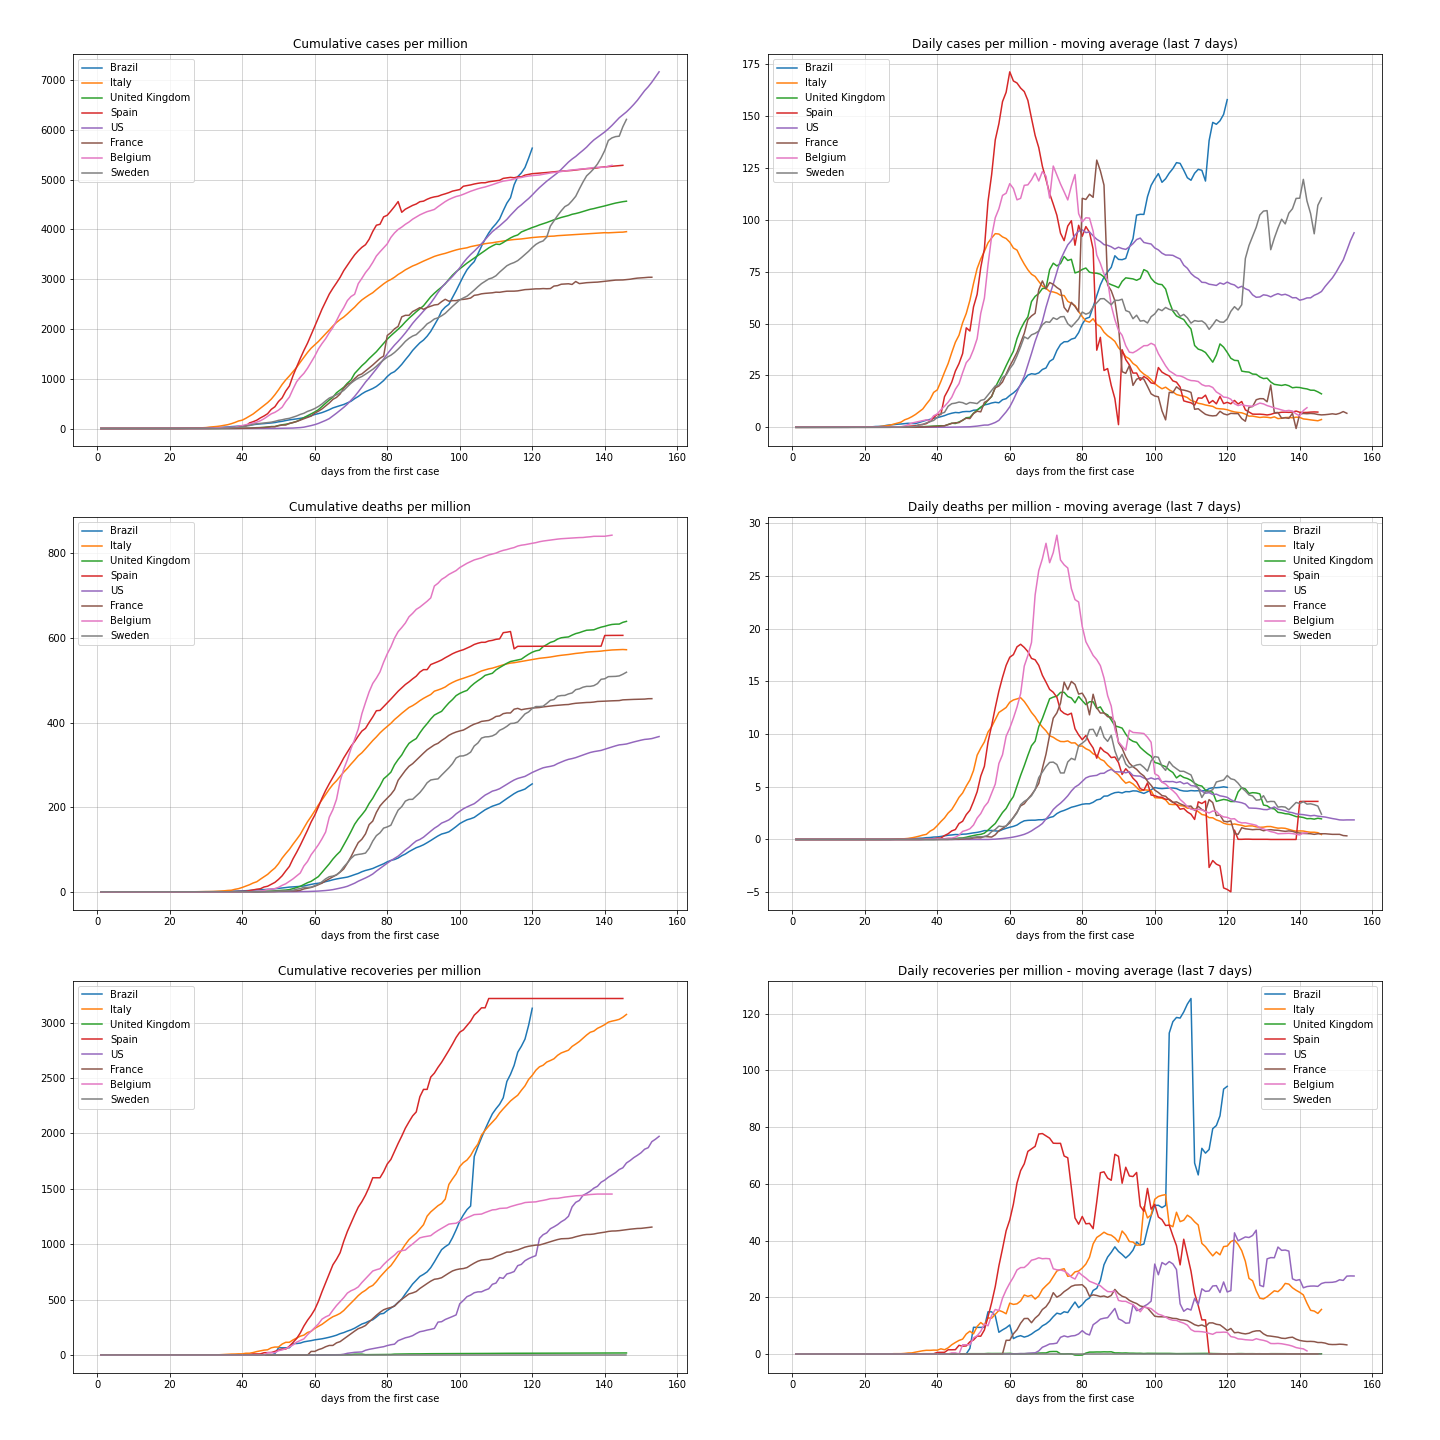 Cumulative cases per million
7000
6000
5000
4000
3000
2000
1000
0
Brazil
Italy
United Kingdom
Spain
US
France
Belgium
Sweden
0 20 40 60 80 100 120 140 160
days from the first case
Daily cases per million - moving average (last 7 days)
175
150
125
100
75
50
25
0
Brazil
Italy
United Kingdom
Spain
US
France
Belgium
Sweden
0 20 40 60 80 100 120 140 160
days from the first case
Cumulative deaths per million
800
600
400
200
0
Brazil
Italy
United Kingdom
Spain
US
France
Belgium
Sweden
0 20 40 60 80 100 120 140 160
days from the first case
Daily deaths per million - moving average (last 7 days)
30
25
20
15
10
5
0
−5
Brazil
Italy
United Kingdom
Spain
US
France
Belgium
Sweden
0 20 40 60 80 100 120 140 160
days from the first case
Cumulative recoveries per million
3000
2500
2000
1500
1000
500
0
Brazil
Italy
United Kingdom
Spain
US
France
Belgium
Sweden
0 20 40 60 80 100 120 140 160
days from the first case
Daily recoveries per million - moving average (last 7 days)
120
100
80
60
40
20
0
Brazil
Italy
United Kingdom
Spain
US
France
Belgium
Sweden
0 20 40 60 80 100 120 140 160
days from the first case